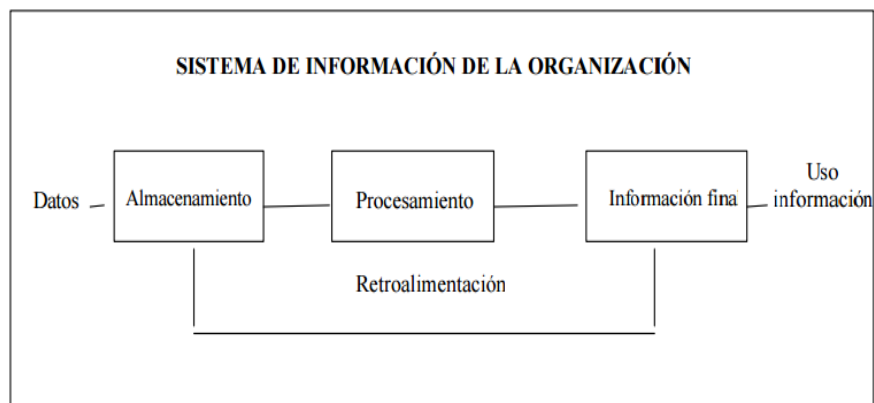 SISTEMA DE INFORMACIÓN DE LA ORGANIZACIÓN
Datos
Almacenamiento
Procesamiento
Información fina
Uso
información
Retroalimentación